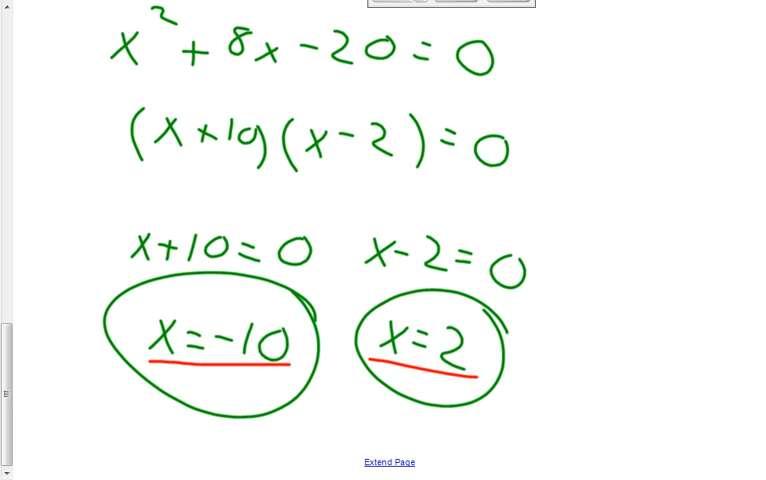 x² + 8x - 20 = 0
(x + 10)(x - 2) = 0
x + 10 = 0 x - 2 = 0
x = -10 x = 2
Extend Page